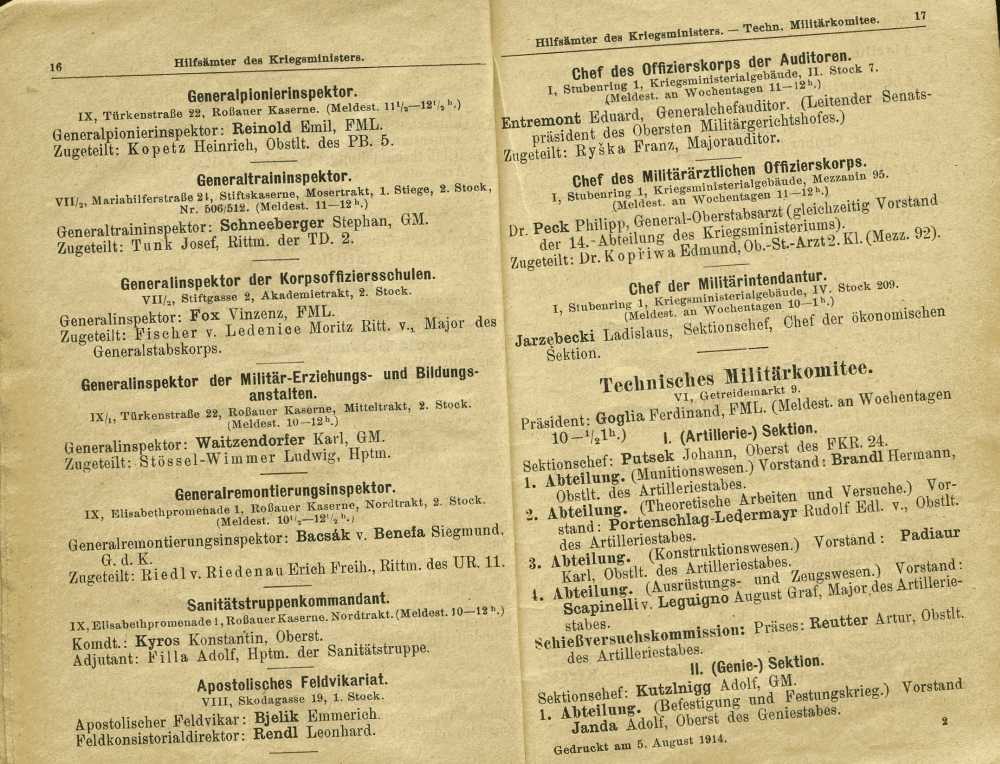 16
Hilfsämter des Kriegsministers.
Generalpionierinspektor.
IX, Türkenstraße 22, Roßauer Kaserne. (Meldest. 11¹/₂—12¹/₂ ʰ.)
Generalpionierinspektor: Reinold Emil, FML.
Zugeteilt: Kopetz Heinrich, Obstlt. des PB. 5.
Generaltraininspektor.
VII/₂, Mariahilferstraße 24, Stiftskaserne, Mosertrakt, 1. Stiege, 2. Stock,
Nr. 506/512. (Meldest. 11—12 ʰ.)
Generaltraininspektor: Schneeberger Stephan, GM.
Zugeteilt: Tunk Josef, Rittm. der TD. 2.
Generalinspektor der Korpsoffiziersschulen.
VII/₂, Stiftgasse 2, Akademietrakt, 2. Stock.
Generalinspektor: Fox Vinzenz, FML.
Zugeteilt: Fischer v. Ledenice Moritz Ritt. v., Major des
Generalstabskorps.
Generalinspektor der Militär-Erziehungs- und Bildungs-
anstalten.
IX/₁, Türkenstraße 22, Roßauer Kaserne, Mitteltrakt, 2. Stock.
(Meldest. 10—12 ʰ.)
Generalinspektor: Waitzendorfer Karl, GM.
Zugeteilt: Stössel-Wimmer Ludwig, Hptm.
Generalremontierungsinspektor.
IX, Elisabethpromenade 1, Roßauer Kaserne, Nordtrakt, 2. Stock.
(Meldest. 10¹/₂—12¹/₂ ʰ.)
Generalremontierungsinspektor: Bacsák v. Benefa Siegmund,
G. d. K.
Zugeteilt: Riedl v. Riedenau Erich Freih., Rittm. des UR. 11.
Sanitätstruppenkommandant.
IX, Elisabethpromenade 1, Roßauer Kaserne. Nordtrakt. (Meldest. 10—12 ʰ.)
Komdt.: Kyros Konstantin, Oberst.
Adjutant: Filla Adolf, Hptm. der Sanitätstruppe.
Apostolisches Feldvikariat.
VIII, Skodagasse 19, 1. Stock.
Apostolischer Feldvikar: Bjelik Emmerich.
Feldkonsistorialdirektor: Rendl Leonhard.
Hilfsämter des Kriegsministers. — Techn. Militärkomitee.
17
Chef des Offizierskorps der Auditoren.
I, Stubenring 1, Kriegsministerialgebäude, II. Stock 7.
(Meldest. an Wochentagen 11—12 ʰ.)
Entremont Eduard, Generalchefauditor. (Leitender Senats-
präsident des Obersten Militärgerichtshofes.)
Zugeteilt: Ryška Franz, Majorauditor.
Chef des Militärärztlichen Offizierskorps.
I, Stubenring 1, Kriegsministerialgebäude, Mezzanin 95.
(Meldest. an Wochentagen 11—12 ʰ.)
Dr. Peck Philipp, General-Oberstabsarzt (gleichzeitig Vorstand
der 14. Abteilung des Kriegsministeriums).
Zugeteilt: Dr. Kopřiwa Edmund, Ob.-St.-Arzt 2. Kl. (Mezz. 92).
Chef der Militärintendantur.
I, Stubenring 1, Kriegsministerialgebäude, IV. Stock 209.
(Meldest. an Wochentagen 10—1 ʰ.)
Jarzębecki Ladislaus, Sektionschef, Chef der ökonomischen
Sektion.
Technisches Militärkomitee.
VI, Getreidemarkt 9.
Präsident: Goglia Ferdinand, FML. (Meldest. an Wochentagen
10—¹/₂1ʰ.)
I. (Artillerie-) Sektion.
Sektionschef: Putsek Johann, Oberst des FKR. 24.
1. Abteilung. (Munitionswesen.) Vorstand: Brandl Hermann,
Obstlt. des Artilleriestabes.
2. Abteilung. (Theoretische Arbeiten und Versuche.) Vor-
stand: Portenschlag-Ledermayr Rudolf Edl. v., Obstlt.
des Artilleriestabes.
3. Abteilung. (Konstruktionswesen.) Vorstand: Padiaur
Karl, Obstlt. des Artilleriestabes.
4. Abteilung. (Ausrüstungs- und Zeugswesen.) Vorstand:
Scapinelli v. Leguigno August Graf, Major des Artillerie-
stabes.
Schießversuchskommission: Präses: Reutter Artur, Obstlt.
des Artilleriestabes.
II. (Genie-) Sektion.
Sektionschef: Kutzlnigg Adolf, GM.
1. Abteilung. (Befestigung und Festungskrieg.) Vorstand
Janda Adolf, Oberst des Geniestabes.
Gedruckt am 5. August 1914.
2